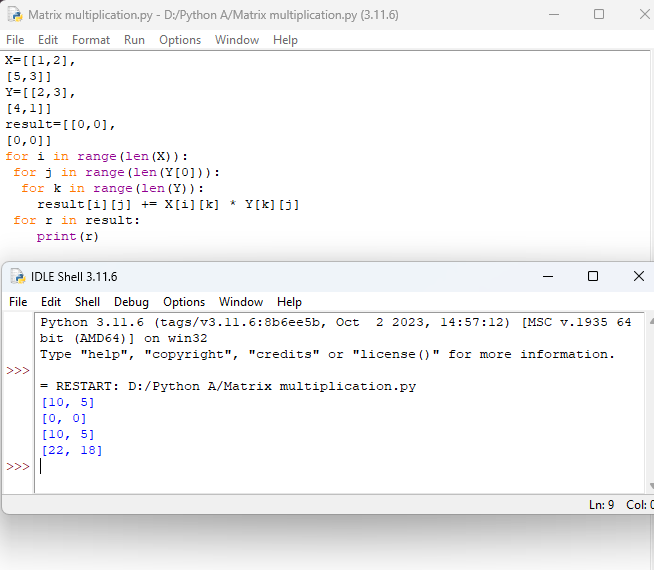 Matrix multiplication.py - D:/Python A/Matrix multiplication.py (3.11.6)
File Edit Format Run Options Window Help
X=[[1,2],
[5,3]]
Y=[[2,3],
[4,1]]
result=[[0,0],
[0,0]]
for i in range(len(X)):
 for j in range(len(Y[0])):
  for k in range(len(Y)):
    result[i][j] += X[i][k] * Y[k][j]
 for r in result:
    print(r)
IDLE Shell 3.11.6
File Edit Shell Debug Options Window Help
Python 3.11.6 (tags/v3.11.6:8b6ee5b, Oct  2 2023, 14:57:12) [MSC v.1935 64
bit (AMD64)] on win32
Type "help", "copyright", "credits" or "license()" for more information.
>>>
= RESTART: D:/Python A/Matrix multiplication.py
[10, 5]
[0, 0]
[10, 5]
[22, 18]
>>>
Ln: 9 Col: 0